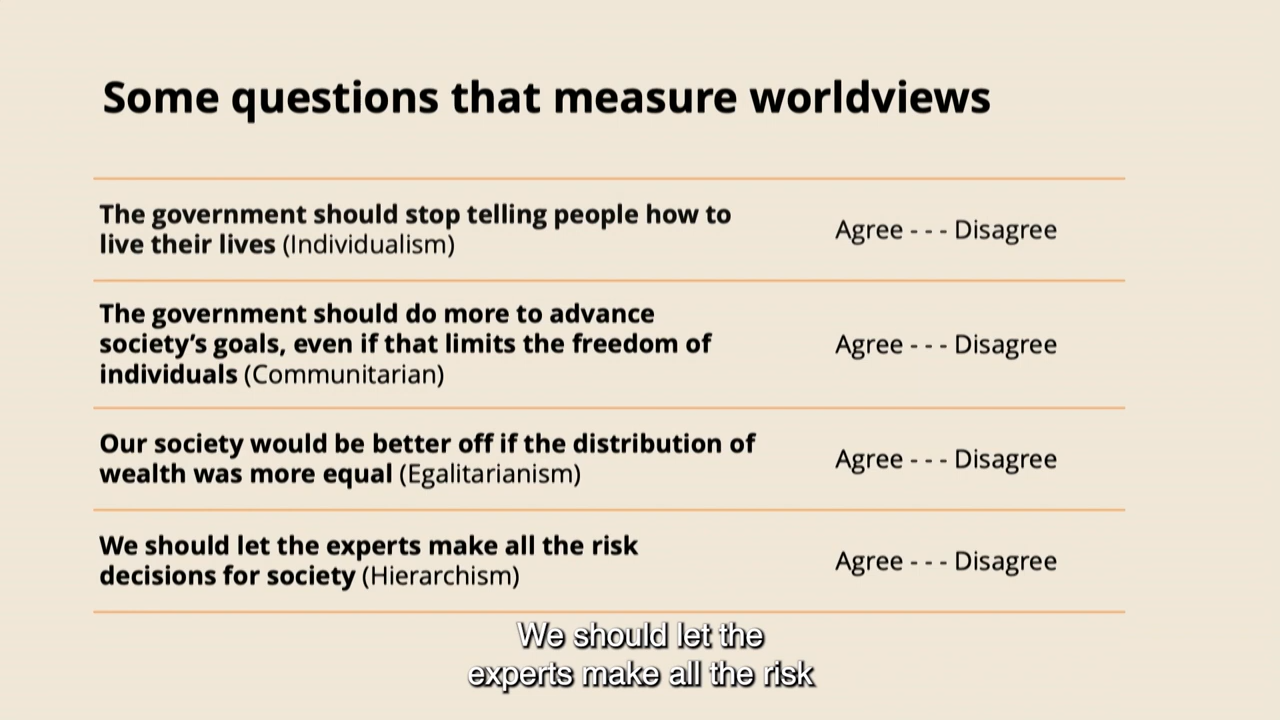 Some questions that measure worldviews
The government should stop telling people how to
live their lives (Individualism)
Agree - - - Disagree
The government should do more to advance
society’s goals, even if that limits the freedom of
individuals (Communitarian)
Agree - - - Disagree
Our society would be better off if the distribution of
wealth was more equal (Egalitarianism)
Agree - - - Disagree
We should let the experts make all the risk
decisions for society (Hierarchism)
Agree - - - Disagree
We should let the
experts make all the risk